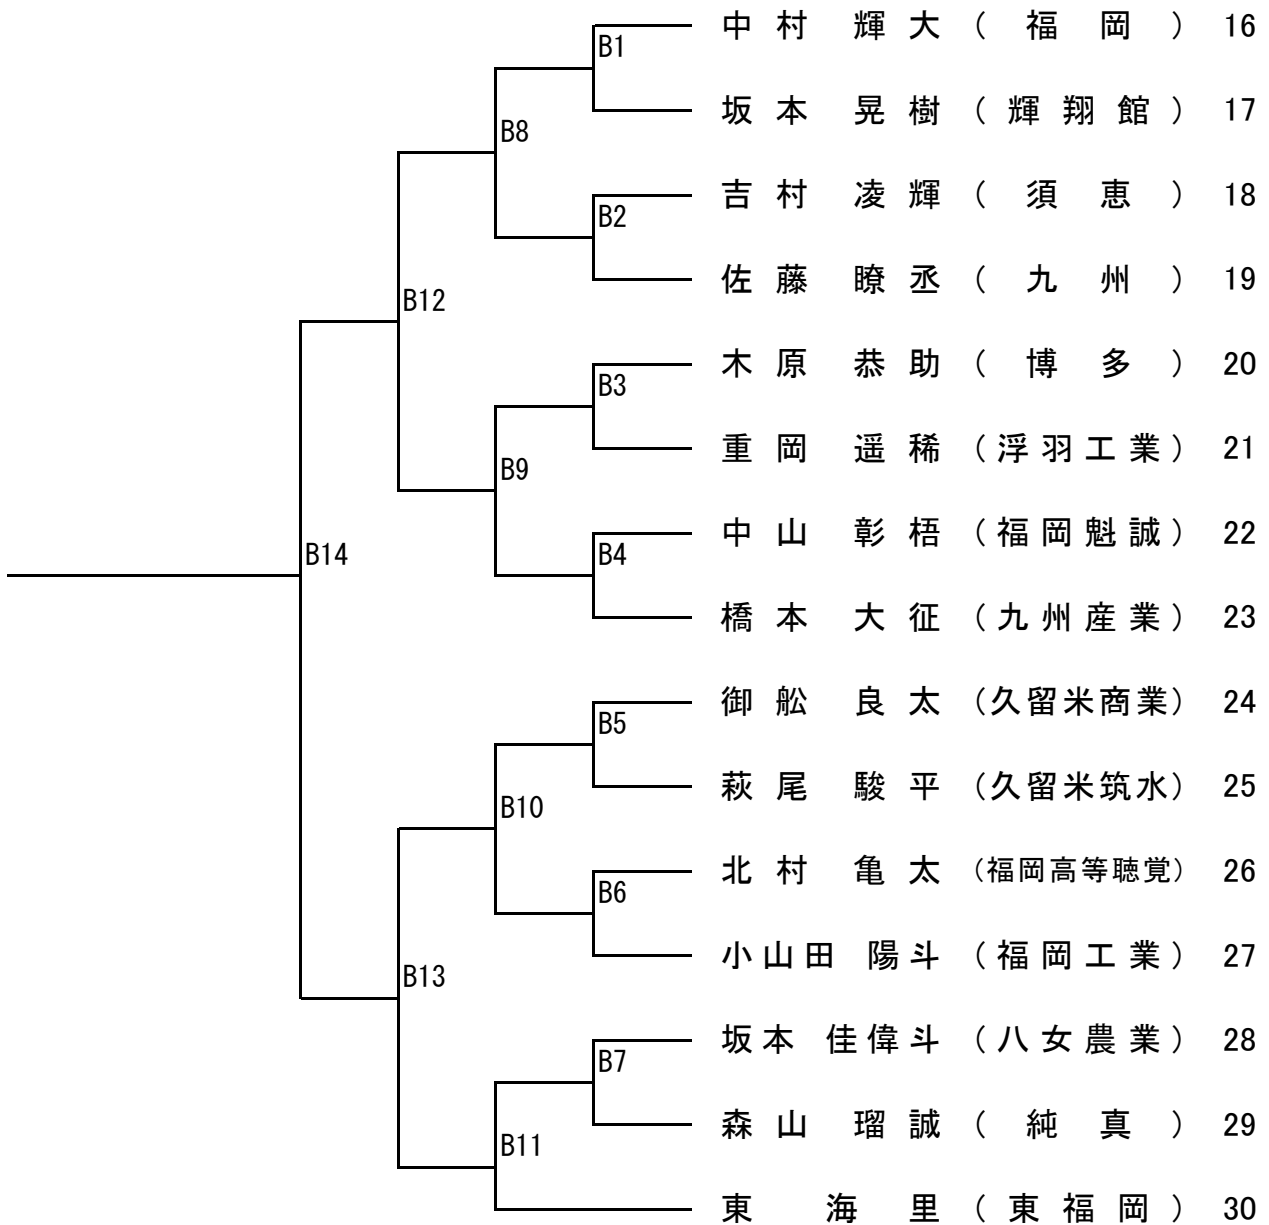 中村 輝大 (福岡) 16
B1
坂本 晃樹 (輝翔館) 17
B8
吉村 凌輝 (須恵) 18
B2
佐藤 瞭丞 (九州) 19
B12
木原 恭助 (博多) 20
B3
重岡 遥稀 (浮羽工業) 21
B9
中山 彰梧 (福岡魁誠) 22
B14
B4
橋本 大征 (九州産業) 23
御舩 良太 (久留米商業) 24
B5
萩尾 駿平 (久留米筑水) 25
B10
北村 亀太 (福岡高等聴覚) 26
B6
小山田 陽斗 (福岡工業) 27
B13
坂本 佳偉斗 (八女農業) 28
B7
森山 瑠誠 (純真) 29
B11
東 海里 (東福岡) 30